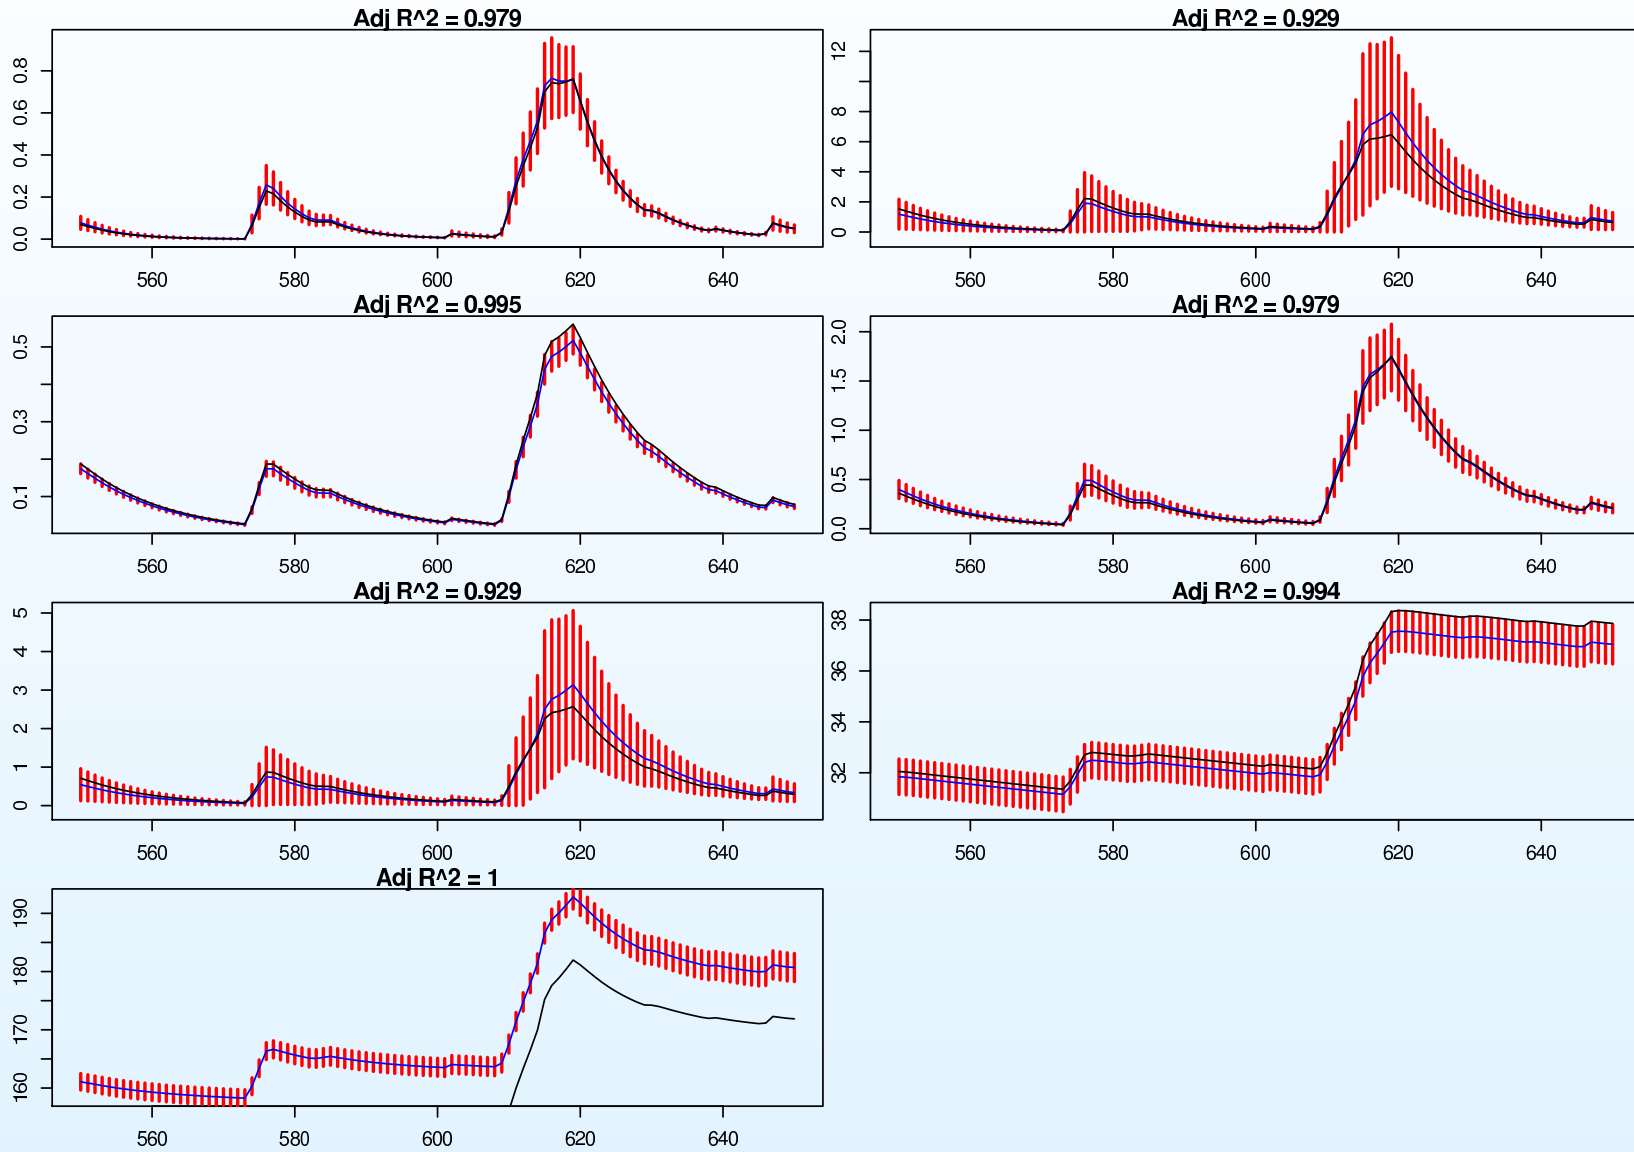 Adj R^2 = 0.979
0.0 0.2 0.4 0.6 0.8
560 580 600 620 640
Adj R^2 = 0.929
0 2 4 6 8 12
560 580 600 620 640
Adj R^2 = 0.995
0.1 0.3 0.5
560 580 600 620 640
Adj R^2 = 0.979
0.0 0.5 1.0 1.5 2.0
560 580 600 620 640
Adj R^2 = 0.929
0 1 2 3 4 5
560 580 600 620 640
Adj R^2 = 0.994
32 34 36 38
560 580 600 620 640
Adj R^2 = 1
160 170 180 190
560 580 600 620 640